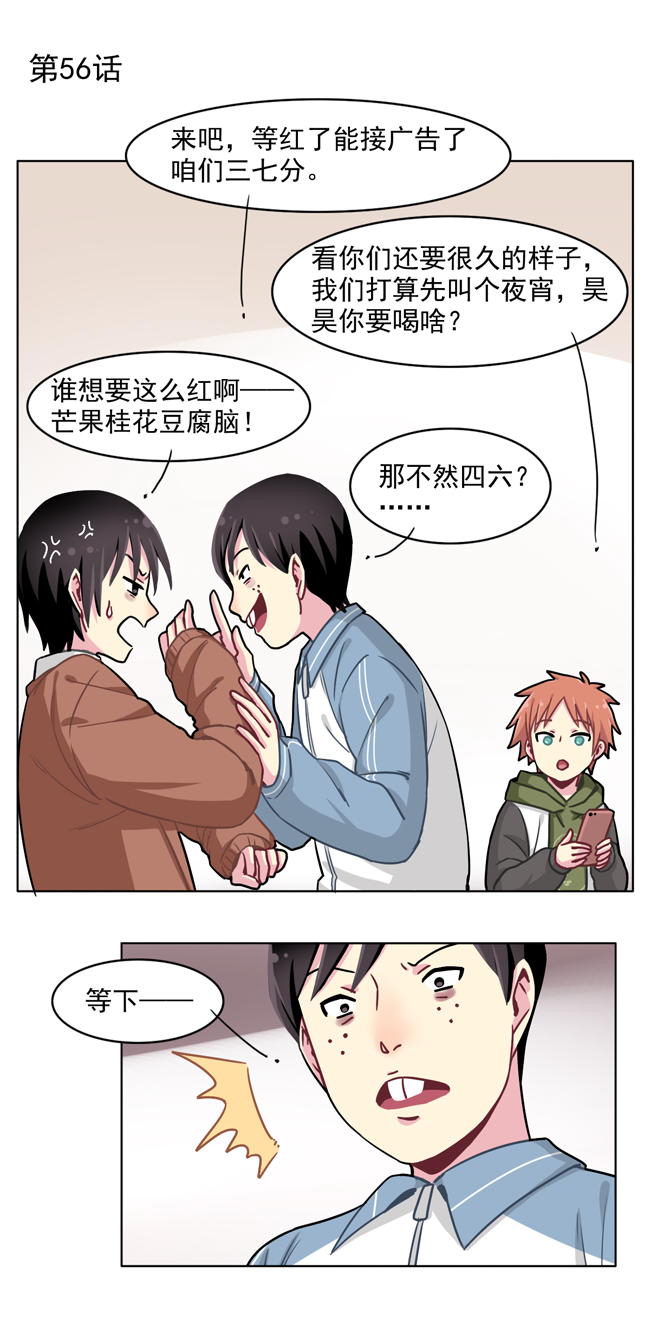 第56话
来吧，等红了能接广告了
咱们三七分。
看你们还要很久的样子，
我们打算先叫个夜宵，昊
昊你要喝啥？
谁想要这么红啊——
芒果桂花豆腐脑！
那不然四六？
……
等下——